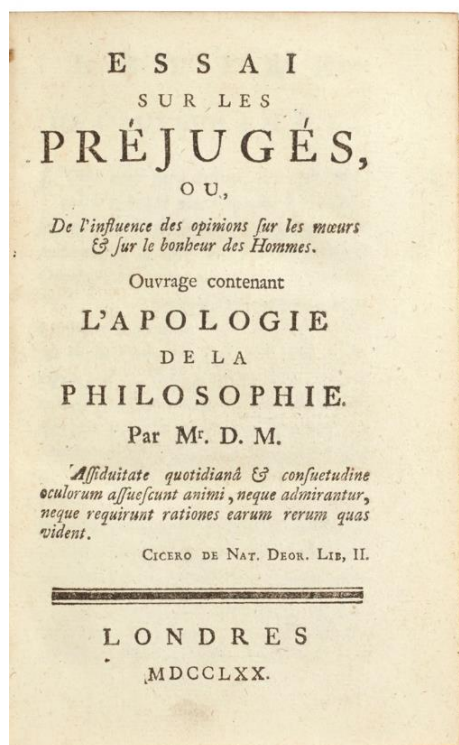 ESSAI
SUR LES
PRÉJUGÉS,
OU,
De l'influence des opinions ſur les mœurs
& ſur le bonheur des Hommes.
Ouvrage contenant
L'APOLOGIE
DE LA
PHILOSOPHIE.
Par Mr. D. M.
Aſſiduitate quotidianâ & conſuetudine
oculorum aſſueſcunt animi, neque admirantur,
neque requirunt rationes earum rerum quas
vident.
CICERO DE NAT. DEOR. LIB, II.
LONDRES
MDCCLXX.